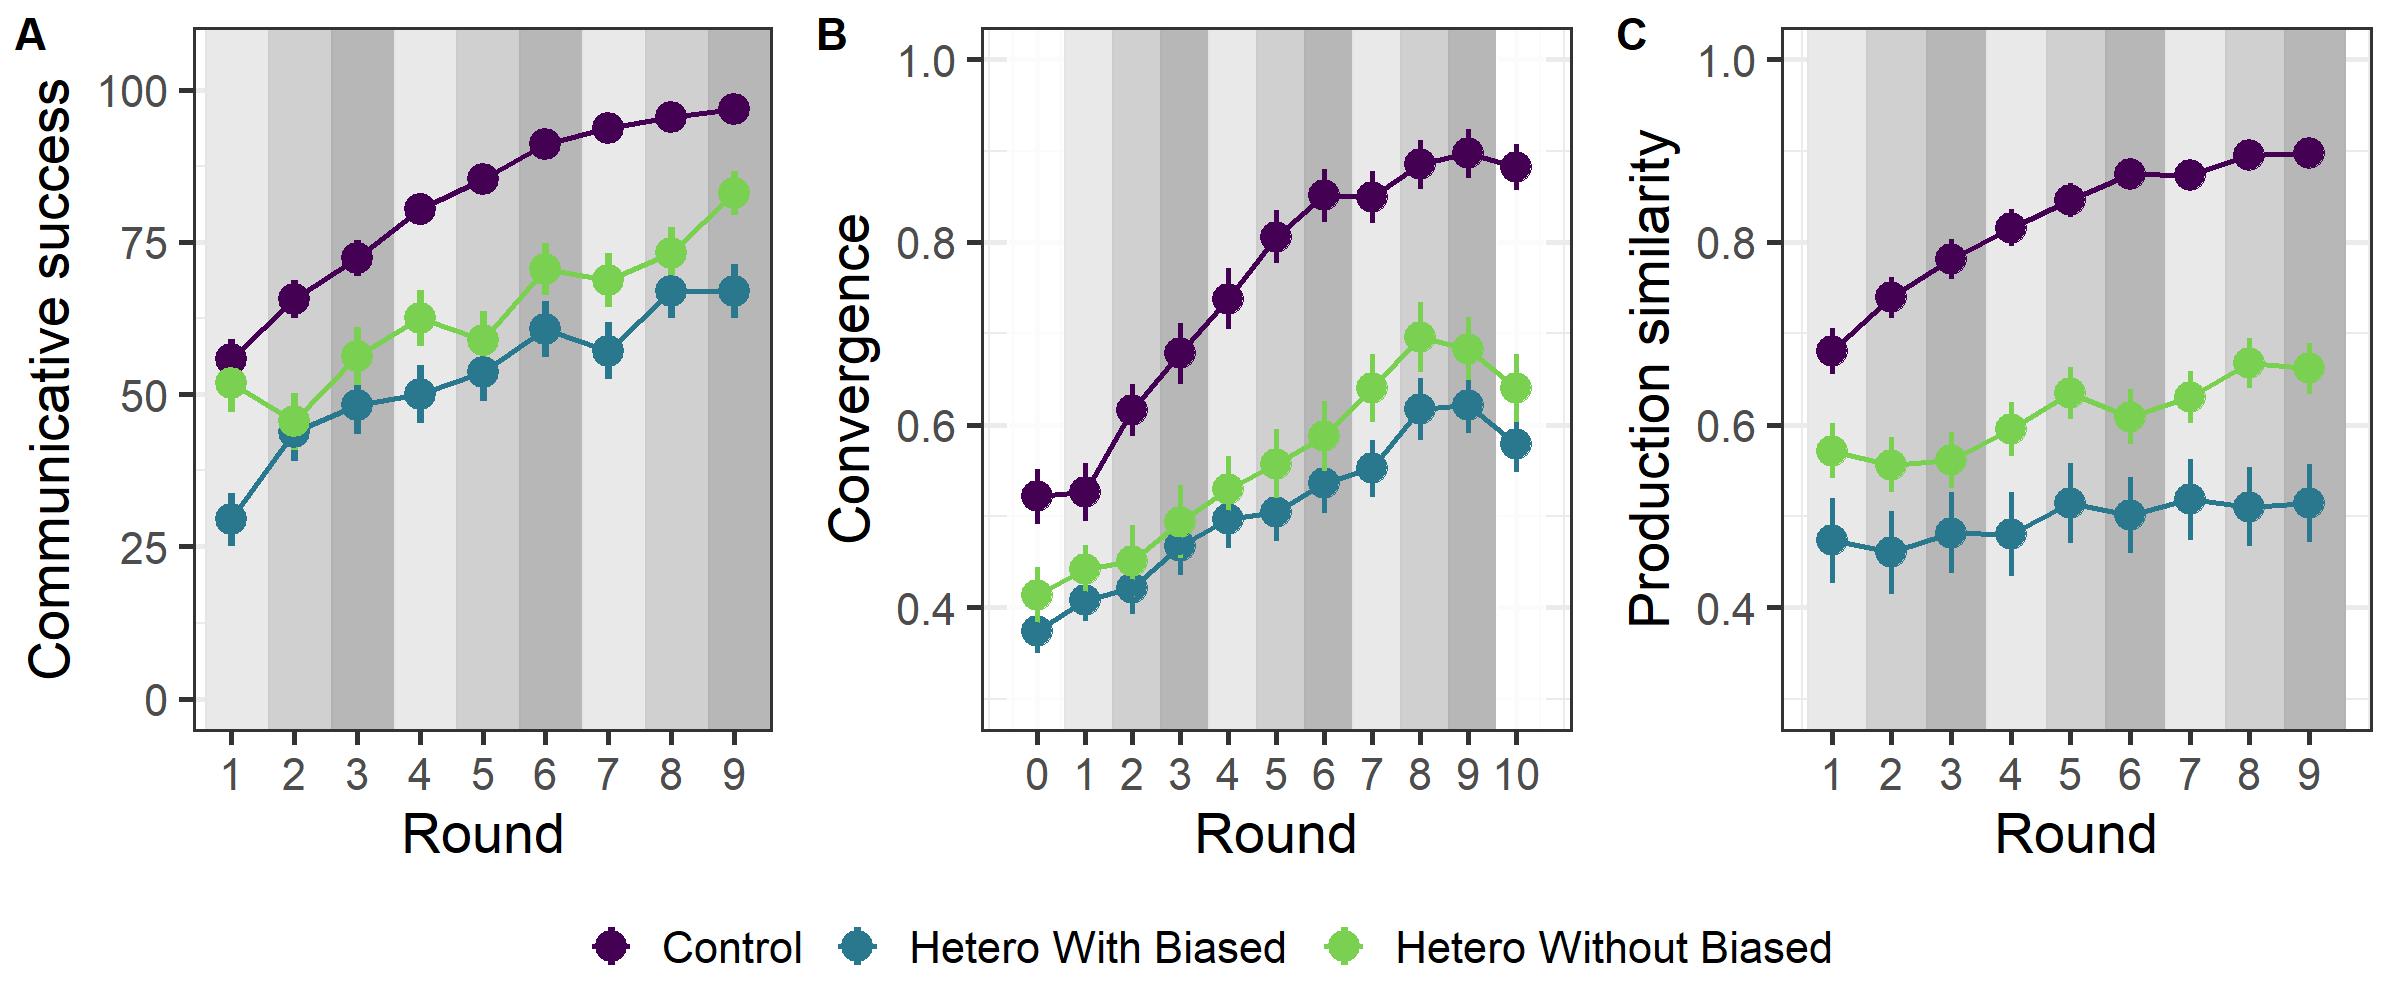 A
Communicative success
100
75
50
25
0
1 2 3 4 5 6 7 8 9
Round
B
Convergence
1.0
0.8
0.6
0.4
0 1 2 3 4 5 6 7 8 9 10
Round
C
Production similarity
1.0
0.8
0.6
0.4
1 2 3 4 5 6 7 8 9
Round
Control Hetero With Biased Hetero Without Biased